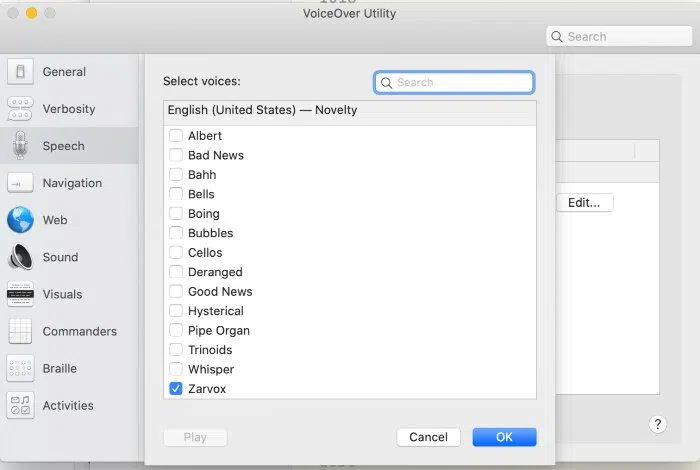 VoiceOver Utility
Search
General
Verbosity
Speech
Navigation
Web
Sound
Visuals
Commanders
Braille
Activities
Select voices:
Search
English (United States) — Novelty
Albert
Bad News
Bahh
Bells
Boing
Bubbles
Cellos
Deranged
Good News
Hysterical
Pipe Organ
Trinoids
Whisper
Zarvox
Play
Cancel
OK
Edit...
?